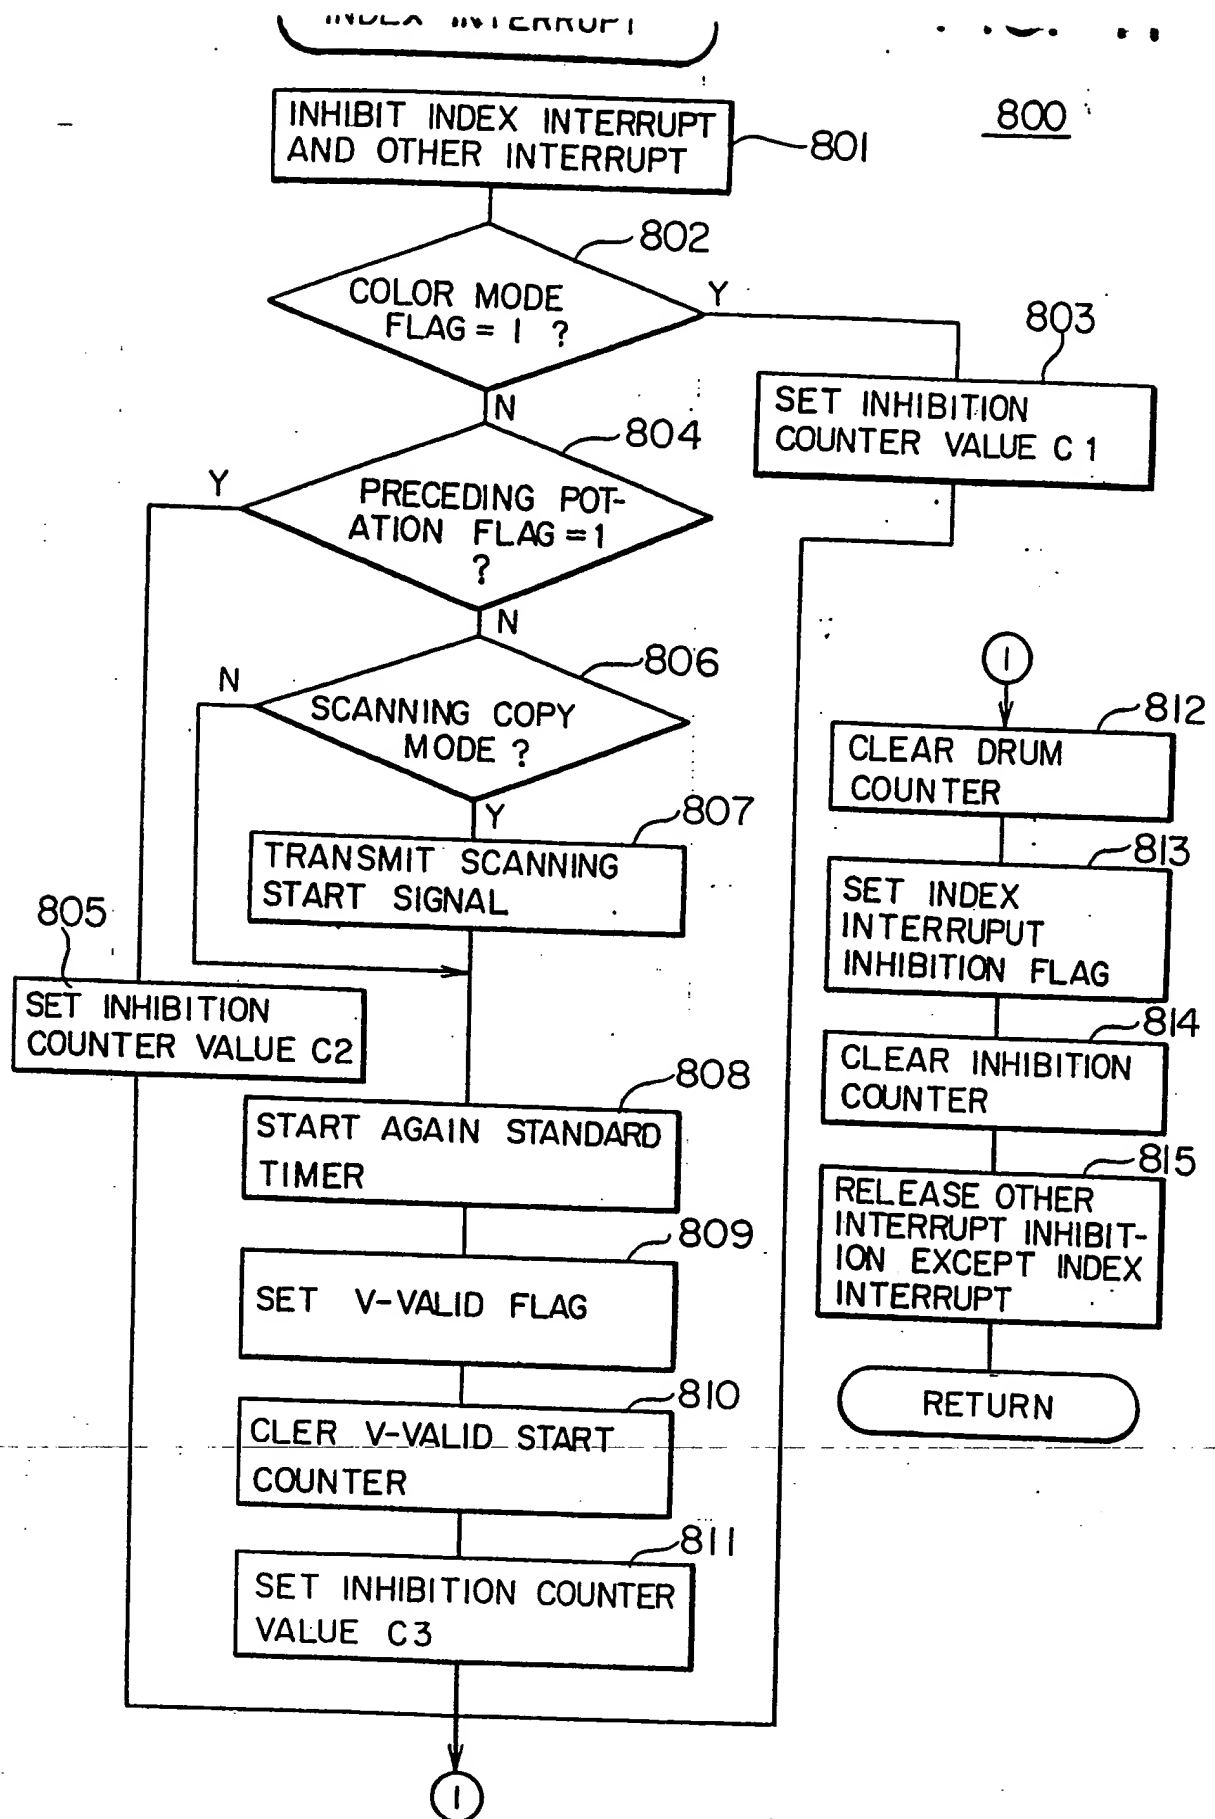 INDEX INTERRUPT
800
INHIBIT INDEX INTERRUPT
AND OTHER INTERRUPT
801
802
COLOR MODE
FLAG = 1 ?
Y
N
803
SET INHIBITION
COUNTER VALUE C1
804
PRECEDING POT-
ATION FLAG = 1
?
Y
N
805
SET INHIBITION
COUNTER VALUE C2
806
SCANNING COPY
MODE ?
N
Y
807
TRANSMIT SCANNING
START SIGNAL
808
START AGAIN STANDARD
TIMER
809
SET V-VALID FLAG
810
CLER V-VALID START
COUNTER
811
SET INHIBITION COUNTER
VALUE C3
1
1
812
CLEAR DRUM
COUNTER
813
SET INDEX
INTERRUPUT
INHIBITION FLAG
814
CLEAR INHIBITION
COUNTER
815
RELEASE OTHER
INTERRUPT INHIBIT-
ION EXCEPT INDEX
INTERRUPT
RETURN